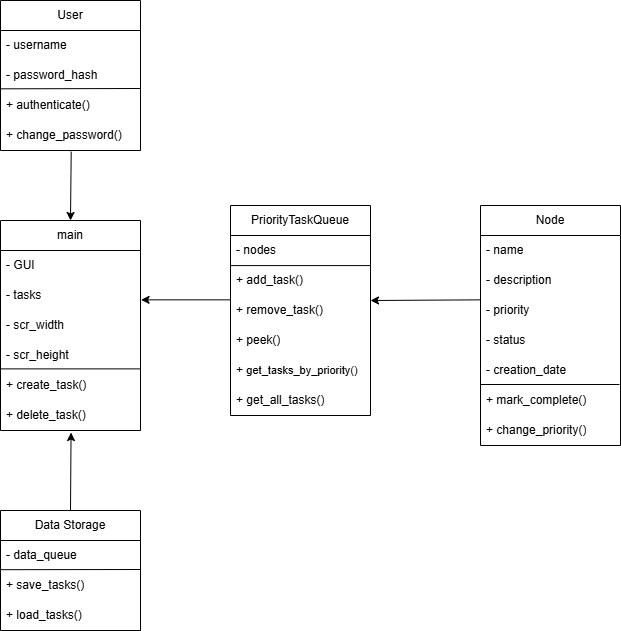 User
- username
- password_hash
+ authenticate()
+ change_password()
main
- GUI
- tasks
- scr_width
- scr_height
+ create_task()
+ delete_task()
PriorityTaskQueue
- nodes
+ add_task()
+ remove_task()
+ peek()
+ get_tasks_by_priority()
+ get_all_tasks()
Node
- name
- description
- priority
- status
- creation_date
+ mark_complete()
+ change_priority()
Data Storage
- data_queue
+ save_tasks()
+ load_tasks()